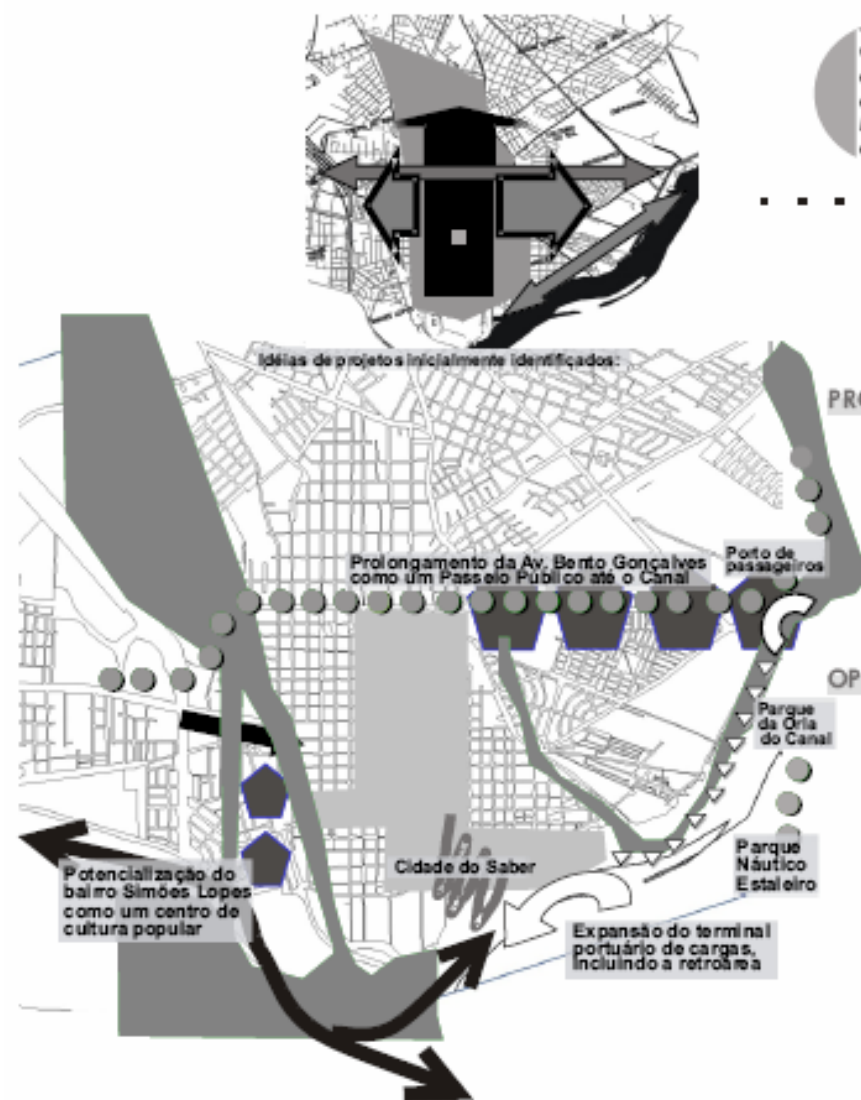 Idéias de projetos inicialmente identificados:
PRO
Prolongamento da Av. Bento Gonçalves
como um Passeio Público até o Canal
Porto de
passageiros
OP
Parque
da Orla
do Canal
Cidade do Saber
Parque
Náutico
Estaleiro
Potencialização do
bairro Simões Lopes
como um centro de
cultura popular
Expansão do terminal
portuário de cargas,
incluindo a retroárea